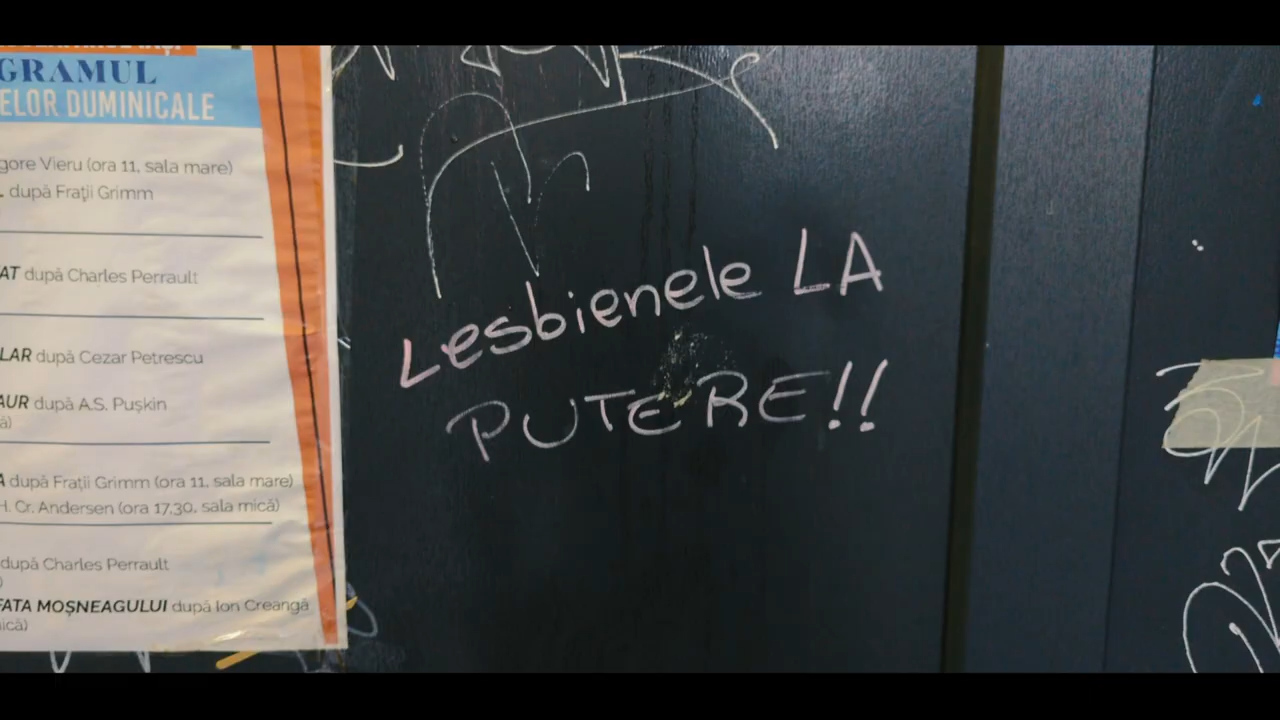 GRAMUL
ELOR DUMINICALE
gore Vieru (ora 11, sala mare)
. după Frații Grimm
AT după Charles Perrault
LAR după Cezar Petrescu
AUR după A.S. Pușkin
ă)
A după Frații Grimm (ora 11, sala mare)
H. Cr. Andersen (ora 17,30, sala mică)
după Charles Perrault
)
FATA MOȘNEAGULUI după Ion Creangă
ică)
Lesbienele LA
PUTERE!!